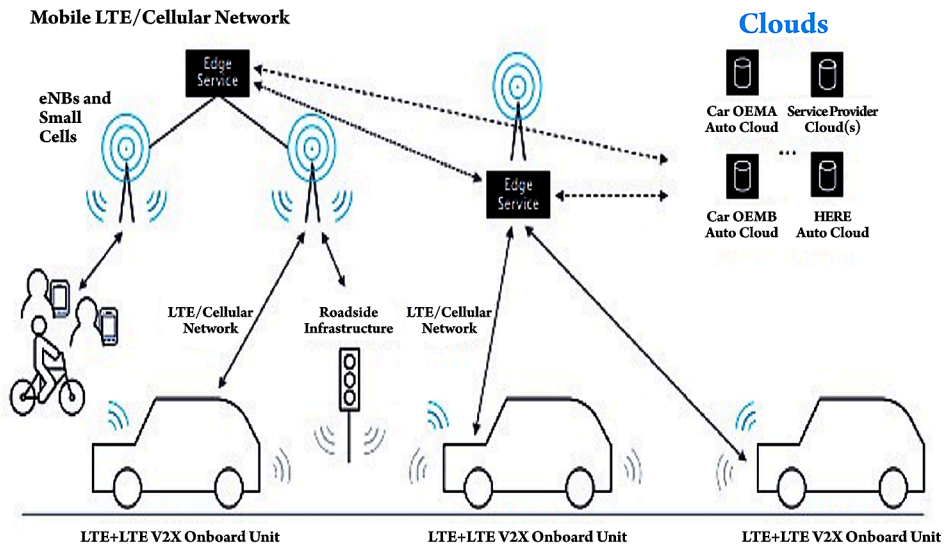 Mobile LTE/Cellular Network
Clouds
Edge
Service
eNBs and
Small
Cells
Car OEMA
Auto Cloud
Service Provider
Cloud(s)
...
Edge
Service
Car OEMB
Auto Cloud
HERE
Auto Cloud
LTE/Cellular
Network
Roadside
Infrastructure
LTE/Cellular
Network
LTE+LTE V2X Onboard Unit
LTE+LTE V2X Onboard Unit
LTE+LTE V2X Onboard Unit